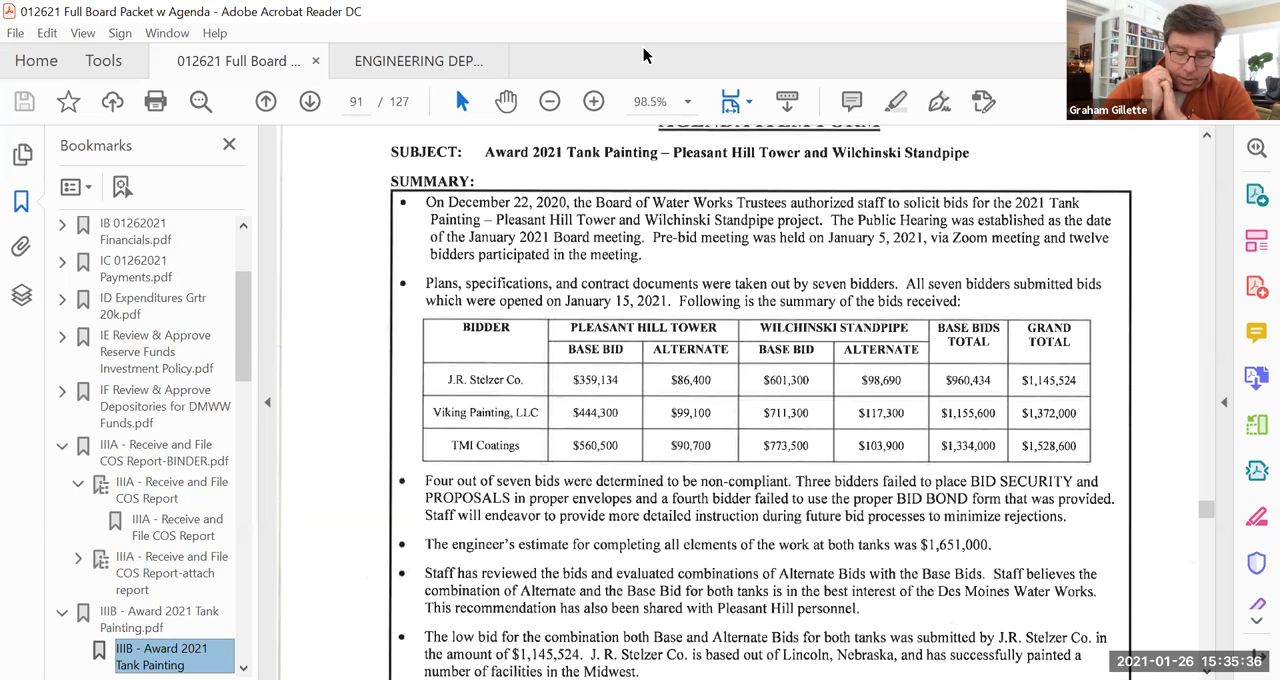 012621 Full Board Packet w Agenda - Adobe Acrobat Reader DC
File Edit View Sign Window Help
Home Tools 012621 Full Board ... × ENGINEERING DEP...
91 / 127 98.5%
Graham Gillette
Bookmarks
IB 01262021
Financials.pdf
IC 01262021
Payments.pdf
ID Expenditures Grtr
20k.pdf
IE Review & Approve
Reserve Funds
Investment Policy.pdf
IF Review & Approve
Depositories for DMWW
Funds.pdf
IIIA - Receive and File
COS Report-BINDER.pdf
IIIA - Receive and File
COS Report
IIIA - Receive and
File COS Report
IIIA - Receive and File
COS Report-attach
report
IIIB - Award 2021 Tank
Painting.pdf
IIIB - Award 2021
Tank Painting
AGENDA ITEM FORM
SUBJECT: Award 2021 Tank Painting – Pleasant Hill Tower and Wilchinski Standpipe
SUMMARY:
• On December 22, 2020, the Board of Water Works Trustees authorized staff to solicit bids for the 2021 Tank
Painting – Pleasant Hill Tower and Wilchinski Standpipe project. The Public Hearing was established as the date
of the January 2021 Board meeting. Pre-bid meeting was held on January 5, 2021, via Zoom meeting and twelve
bidders participated in the meeting.
• Plans, specifications, and contract documents were taken out by seven bidders. All seven bidders submitted bids
which were opened on January 15, 2021. Following is the summary of the bids received:
BIDDER PLEASANT HILL TOWER WILCHINSKI STANDPIPE BASE BIDS TOTAL GRAND TOTAL
BASE BID ALTERNATE BASE BID ALTERNATE
J.R. Stelzer Co. $359,134 $86,400 $601,300 $98,690 $960,434 $1,145,524
Viking Painting, LLC $444,300 $99,100 $711,300 $117,300 $1,155,600 $1,372,000
TMI Coatings $560,500 $90,700 $773,500 $103,900 $1,334,000 $1,528,600
• Four out of seven bids were determined to be non-compliant. Three bidders failed to place BID SECURITY and
PROPOSALS in proper envelopes and a fourth bidder failed to use the proper BID BOND form that was provided.
Staff will endeavor to provide more detailed instruction during future bid processes to minimize rejections.
• The engineer's estimate for completing all elements of the work at both tanks was $1,651,000.
• Staff has reviewed the bids and evaluated combinations of Alternate Bids with the Base Bids. Staff believes the
combination of Alternate and the Base Bid for both tanks is in the best interest of the Des Moines Water Works.
This recommendation has also been shared with Pleasant Hill personnel.
• The low bid for the combination both Base and Alternate Bids for both tanks was submitted by J.R. Stelzer Co. in
the amount of $1,145,524. J. R. Stelzer Co. is based out of Lincoln, Nebraska, and has successfully painted a
number of facilities in the Midwest.
2021-01-26 15:35:36